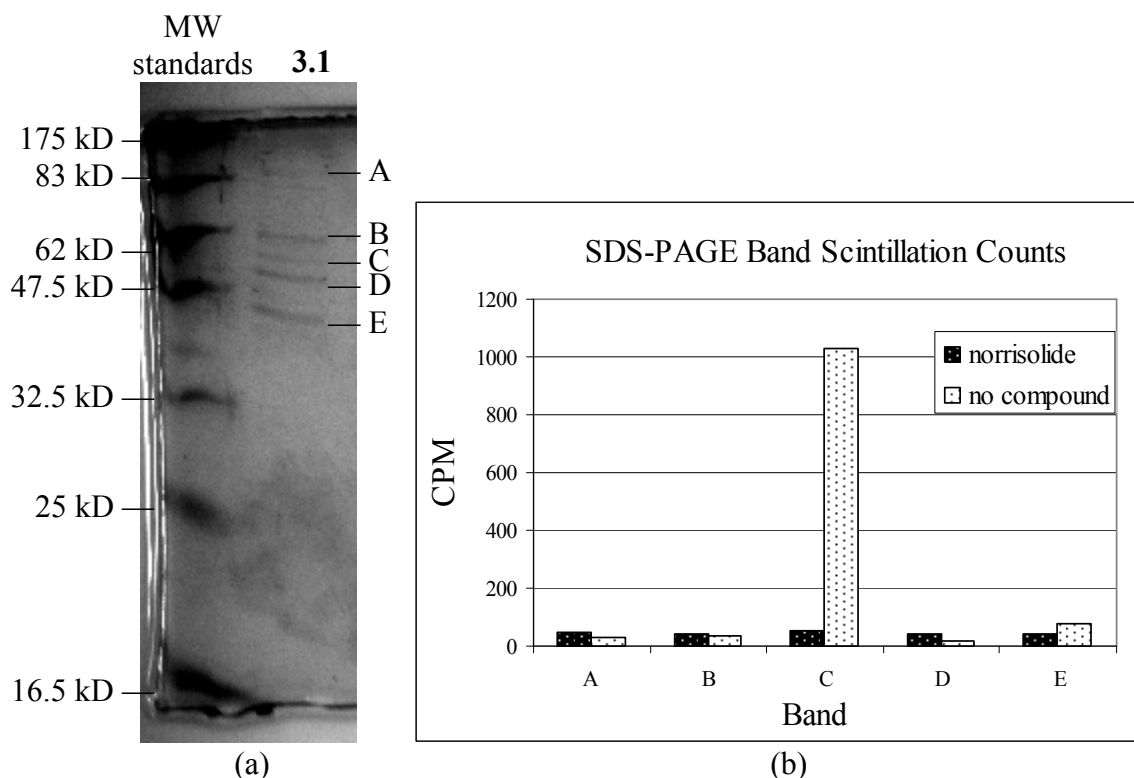 MW
standards
3.1
175 kD
83 kD
62 kD
47.5 kD
32.5 kD
25 kD
16.5 kD
A
B
C
D
E
(a)
SDS-PAGE Band Scintillation Counts
1200
1000
800
600
400
200
0
CPM
norrisolide
no compound
A B C D E
Band
(b)